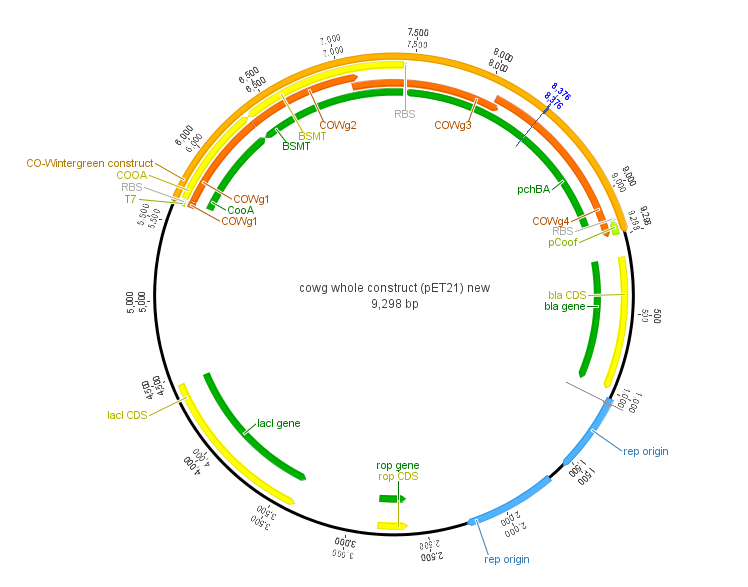 7,500
7,500
7,000
7,000
8,000
8,000
6,500
6,500
8,376
8,376
6,000
6,000
RBS
COWg2
COWg3
BSMT
BSMT
CO-Wintergreen construct
COOA
RBS
T7
COWg1
CooA
COWg1
pchBA
9,000
9,000
COWg4
RBS
pCoof
9,298
9,298
5,500
5,500
cowg whole construct (pET21) new
9,298 bp
5,000
5,000
bla CDS
bla gene
500
500
4,500
4,500
lacI CDS
lacI gene
1,000
1,000
rep origin
4,000
4,000
rop gene
rop CDS
1,500
1,500
3,500
3,500
2,000
2,000
3,000
3,000
2,500
2,500
rep origin